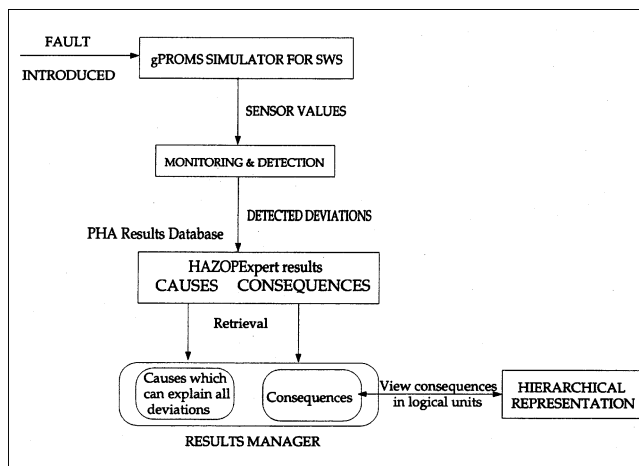 FAULT
INTRODUCED
gPROMS SIMULATOR FOR SWS
SENSOR VALUES
MONITORING & DETECTION
DETECTED DEVIATIONS
PHA Results Database
HAZOPExpert results
CAUSES CONSEQUENCES
Retrieval
Causes which
can explain all
deviations
Consequences
View consequences
in logical units
HIERARCHICAL
REPRESENTATION
RESULTS MANAGER